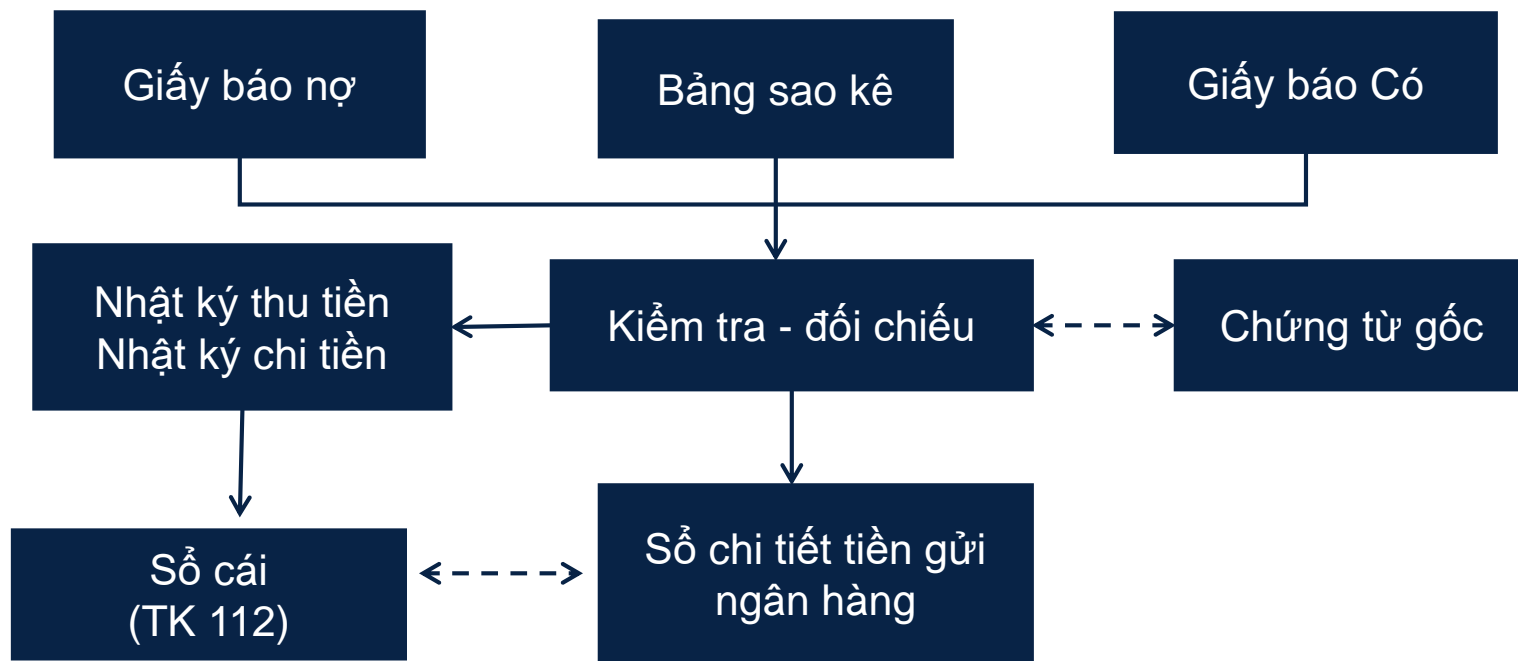 Giấy báo nợ
Bảng sao kê
Giấy báo Có
Nhật ký thu tiền
Nhật ký chi tiền
Kiểm tra - đối chiếu
Chứng từ gốc
Sổ cái
(TK 112)
Sổ chi tiết tiền gửi
ngân hàng